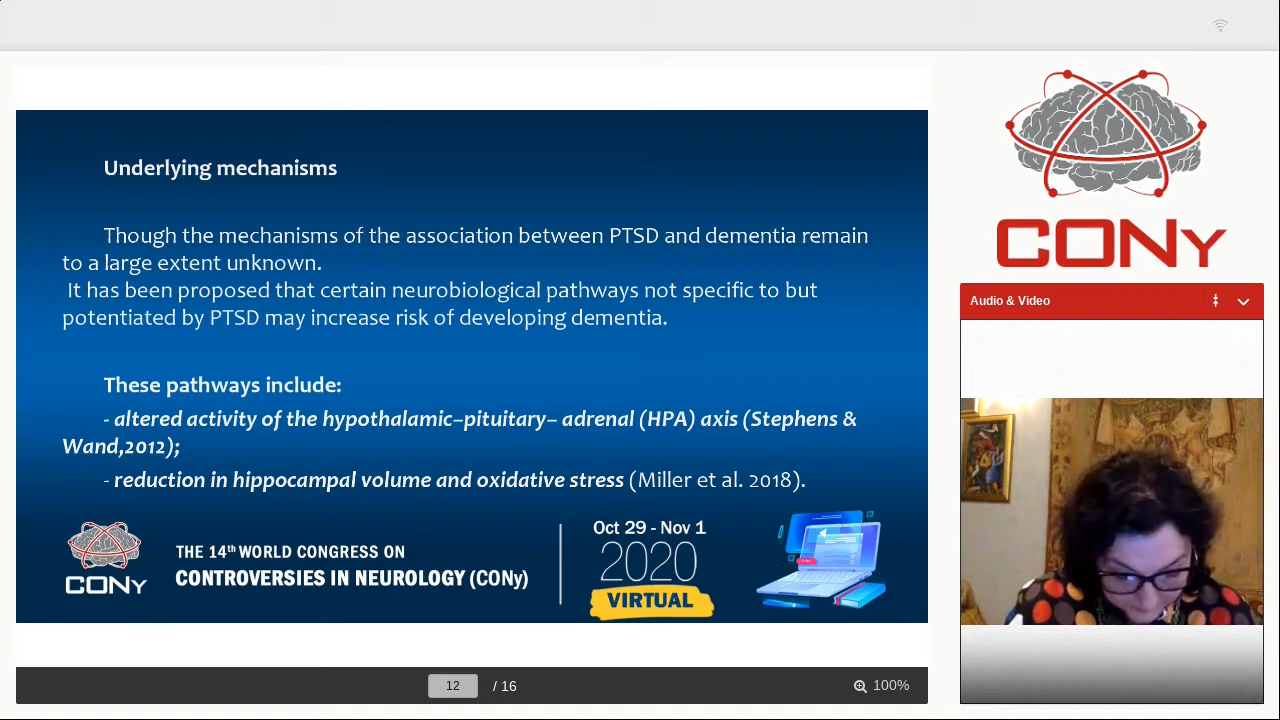 Underlying mechanisms
Though the mechanisms of the association between PTSD and dementia remain
to a large extent unknown.
It has been proposed that certain neurobiological pathways not specific to but
potentiated by PTSD may increase risk of developing dementia.
These pathways include:
- altered activity of the hypothalamic–pituitary– adrenal (HPA) axis (Stephens &
Wand,2012);
- reduction in hippocampal volume and oxidative stress (Miller et al. 2018).
CONy
THE 14th WORLD CONGRESS ON
CONTROVERSIES IN NEUROLOGY (CONy)
Oct 29 - Nov 1
2020
VIRTUAL
12 / 16
100%
CONy
Audio & Video